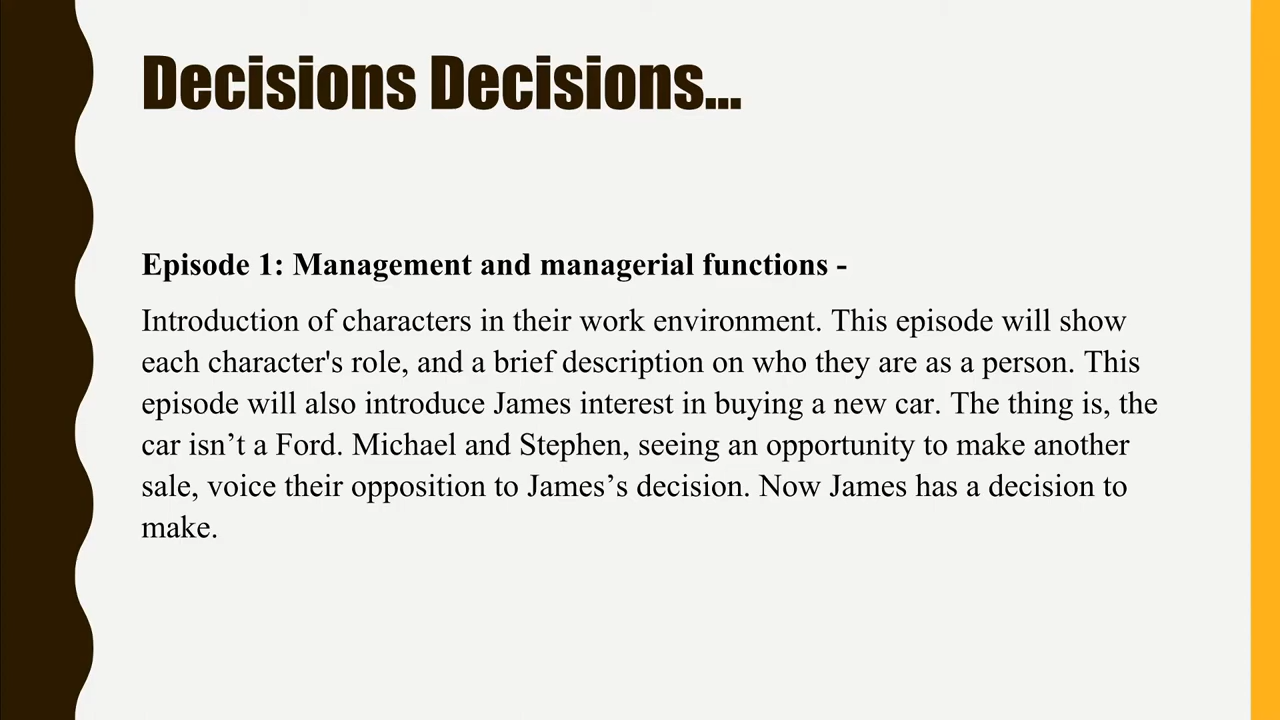 Decisions Decisions...
Episode 1: Management and managerial functions -
Introduction of characters in their work environment. This episode will show
each character's role, and a brief description on who they are as a person. This
episode will also introduce James interest in buying a new car. The thing is, the
car isn’t a Ford. Michael and Stephen, seeing an opportunity to make another
sale, voice their opposition to James’s decision. Now James has a decision to
make.